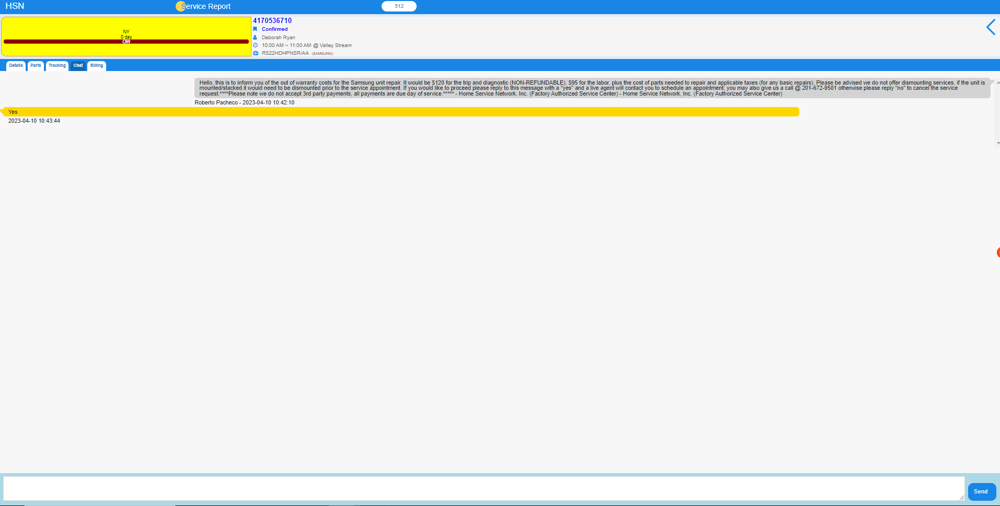 HSN
Service Report
512
NY
0 day
OW
4170536710
Confirmed
Deborah Ryan
10:00 AM ~ 11:00 AM @ Valley Stream
RS22HDHPNSR/AA (SAMSUNG)
Details Parts Tracking Chat Billing
Hello, this is to inform you of the out of warranty costs for the Samsung unit repair. It would be $120 for the trip and diagnostic (NON-REFUNDABLE), $95 for the labor, plus the cost of parts needed to repair and applicable taxes (for any basic repairs). Please be advised we do not offer dismounting services, if the unit is
mounted/stacked it would need to be dismounted prior to the service appointment. If you would like to proceed please reply to this message with a "yes" and a live agent will contact you to schedule an appointment; you may also give us a call @ 201-672-9501 otherwise please reply "no" to cancel the service
request.****Please note we do not accept 3rd party payments, all payments are due day of service.***** - Home Service Network, Inc. (Factory Authorized Service Center) - Home Service Network, Inc. (Factory Authorized Service Center)
Roberto Pacheco - 2023-04-10 10:42:10
Yes
2023-04-10 10:43:44
Send